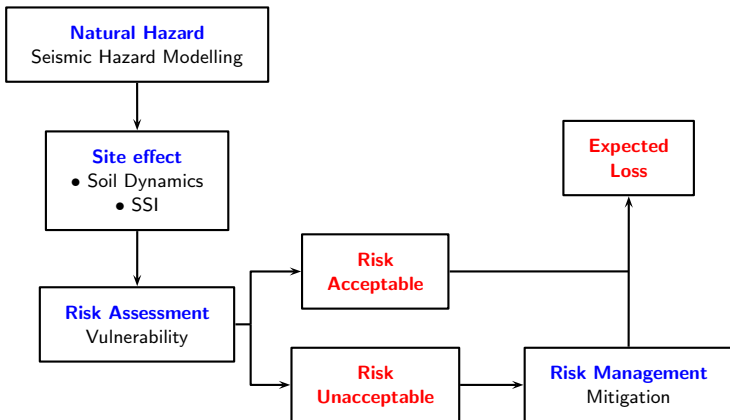 Natural Hazard
Seismic Hazard Modelling
Site effect
• Soil Dynamics
• SSI
Expected
Loss
Risk
Acceptable
Risk Assessment
Vulnerability
Risk
Unacceptable
Risk Management
Mitigation